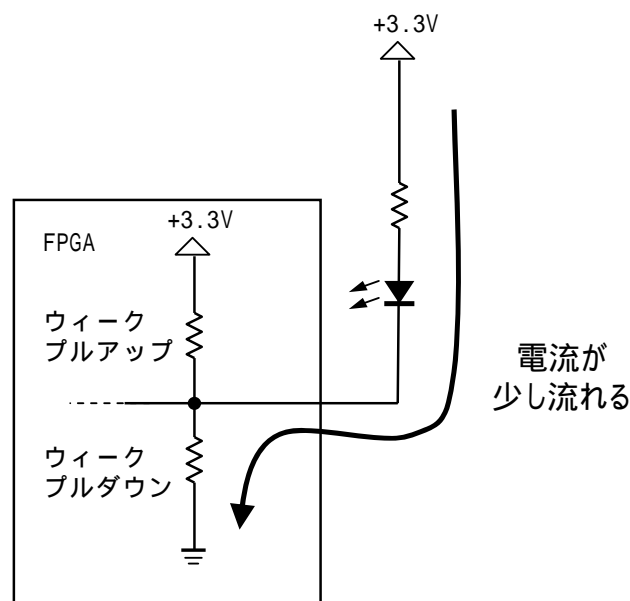 +3.3V
+3.3V
FPGA
ウィーク
プルアップ
電流が
少し流れる
ウィーク
プルダウン